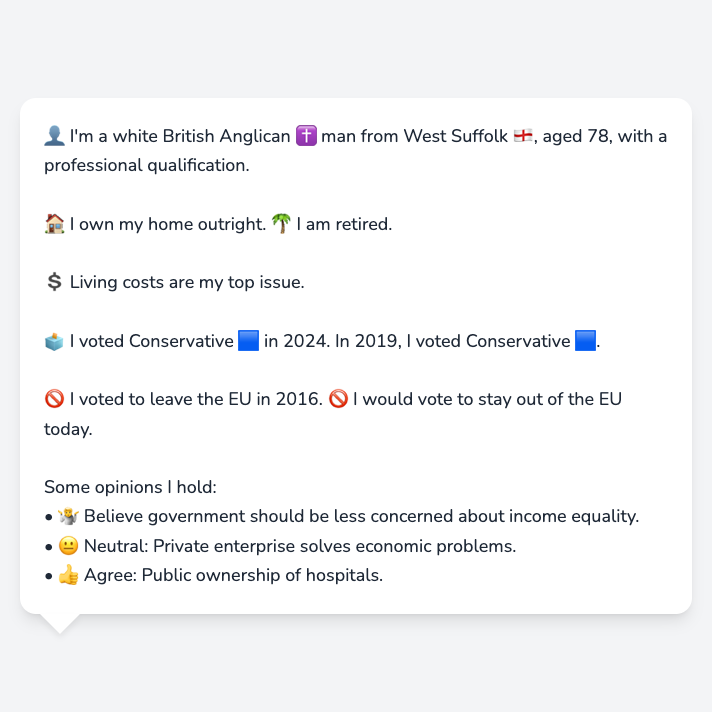 👤 I'm a white British Anglican ✝️ man from West Suffolk 🏴󠁧󠁢󠁥󠁮󠁧󠁿, aged 78, with a
professional qualification.
🏠 I own my home outright. 🌴 I am retired.
💲 Living costs are my top issue.
🗳️ I voted Conservative 🟦 in 2024. In 2019, I voted Conservative 🟦.
🚫 I voted to leave the EU in 2016. 🚫 I would vote to stay out of the EU
today.
Some opinions I hold:
• 🤷 Believe government should be less concerned about income equality.
• 😐 Neutral: Private enterprise solves economic problems.
• 👍 Agree: Public ownership of hospitals.